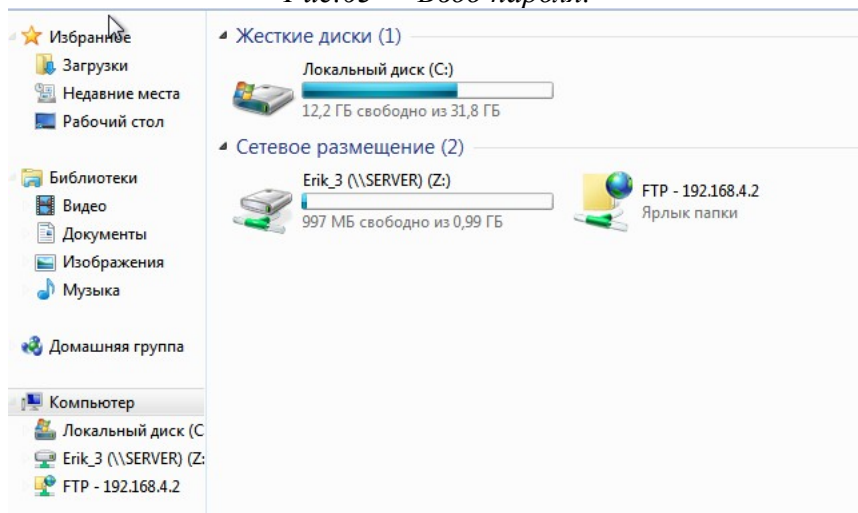 Избранное
Загрузки
Недавние места
Рабочий стол
Библиотеки
Видео
Документы
Изображения
Музыка
Домашняя группа
Компьютер
Локальный диск (C
Erik_3 (\\SERVER) (Z:
FTP - 192.168.4.2
Жесткие диски (1)
Локальный диск (C:)
12,2 ГБ свободно из 31,8 ГБ
Сетевое размещение (2)
Erik_3 (\\SERVER) (Z:)
997 МБ свободно из 0,99 ГБ
FTP - 192.168.4.2
Ярлык папки